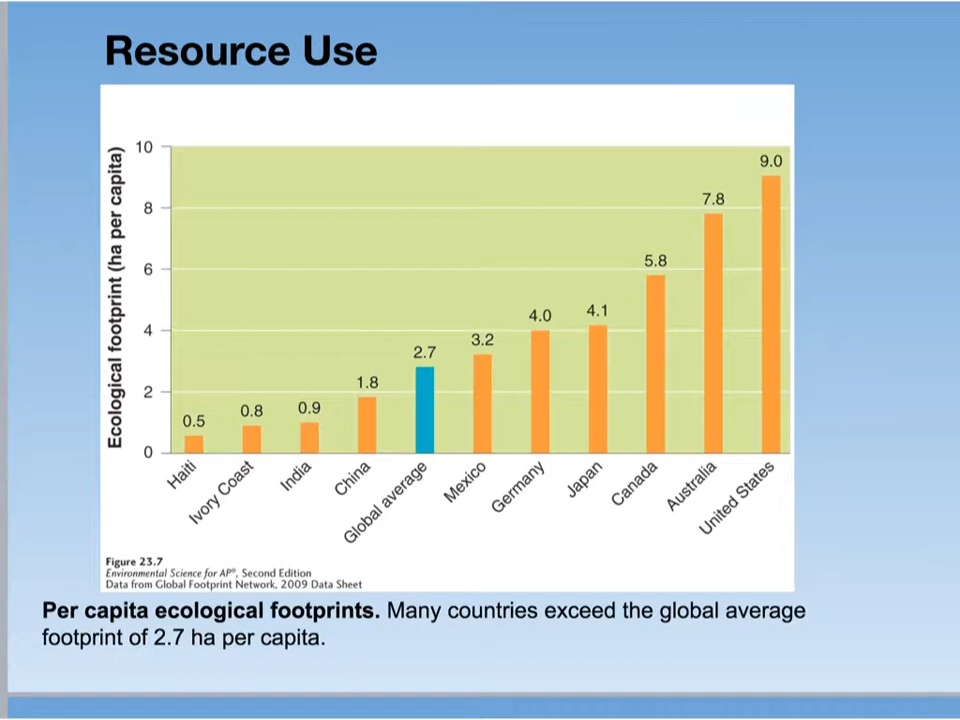 Resource Use
Ecological footprint (ha per capita)
10
8
6
4
2
0
0.5
0.8
0.9
1.8
2.7
3.2
4.0
4.1
5.8
7.8
9.0
Haiti
Ivory Coast
India
China
Global average
Mexico
Germany
Japan
Canada
Australia
United States
Figure 23.7
Environmental Science for AP®, Second Edition
Data from Global Footprint Network, 2009 Data Sheet
Per capita ecological footprints. Many countries exceed the global average
footprint of 2.7 ha per capita.